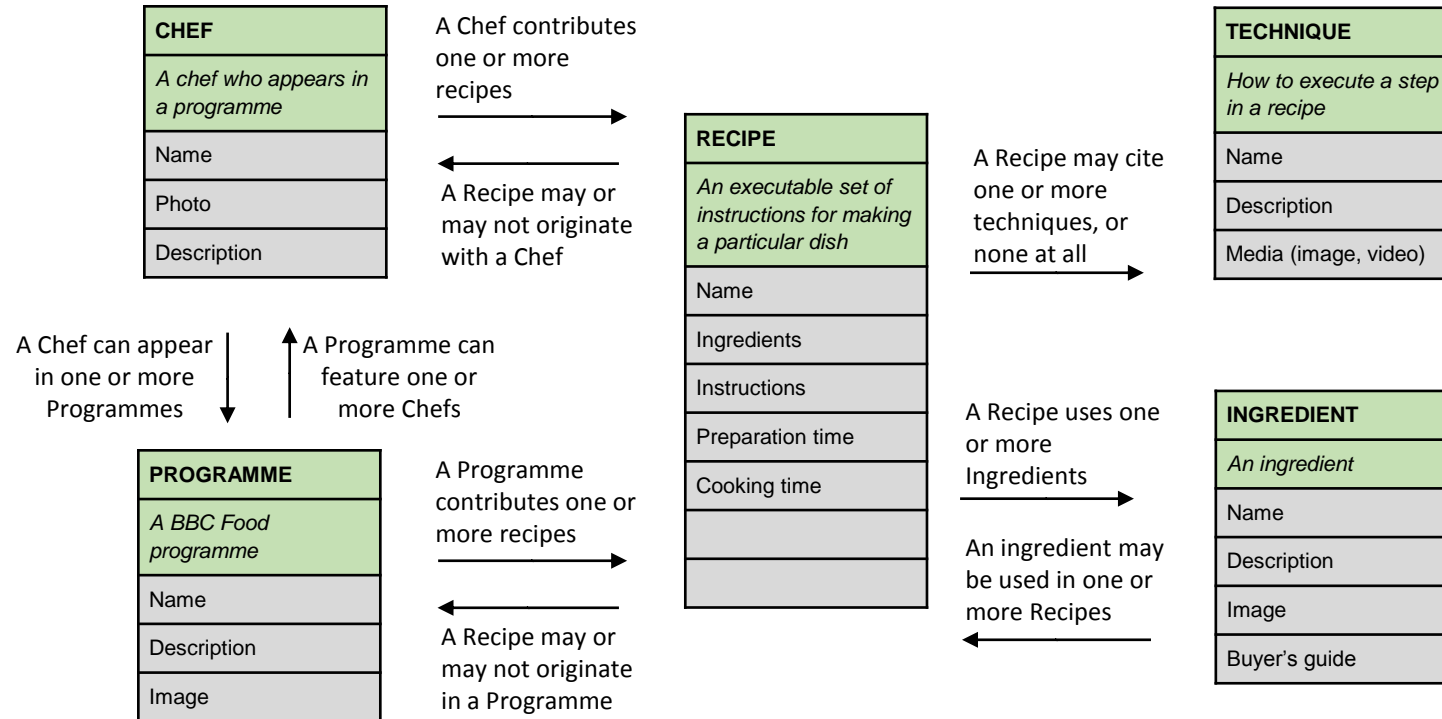 CHEF
A chef who appears in
a programme
Name
Photo
Description
A Chef contributes
one or more
recipes
A Recipe may or
may not originate
with a Chef
A Chef can appear
in one or more
Programmes
A Programme can
feature one or
more Chefs
PROGRAMME
A BBC Food
programme
Name
Description
Image
A Programme
contributes one or
more recipes
A Recipe may or
may not originate
in a Programme
RECIPE
An executable set of
instructions for making
a particular dish
Name
Ingredients
Instructions
Preparation time
Cooking time
A Recipe may cite
one or more
techniques, or
none at all
TECHNIQUE
How to execute a step
in a recipe
Name
Description
Media (image, video)
A Recipe uses one
or more
Ingredients
An ingredient may
be used in one or
more Recipes
INGREDIENT
An ingredient
Name
Description
Image
Buyer’s guide